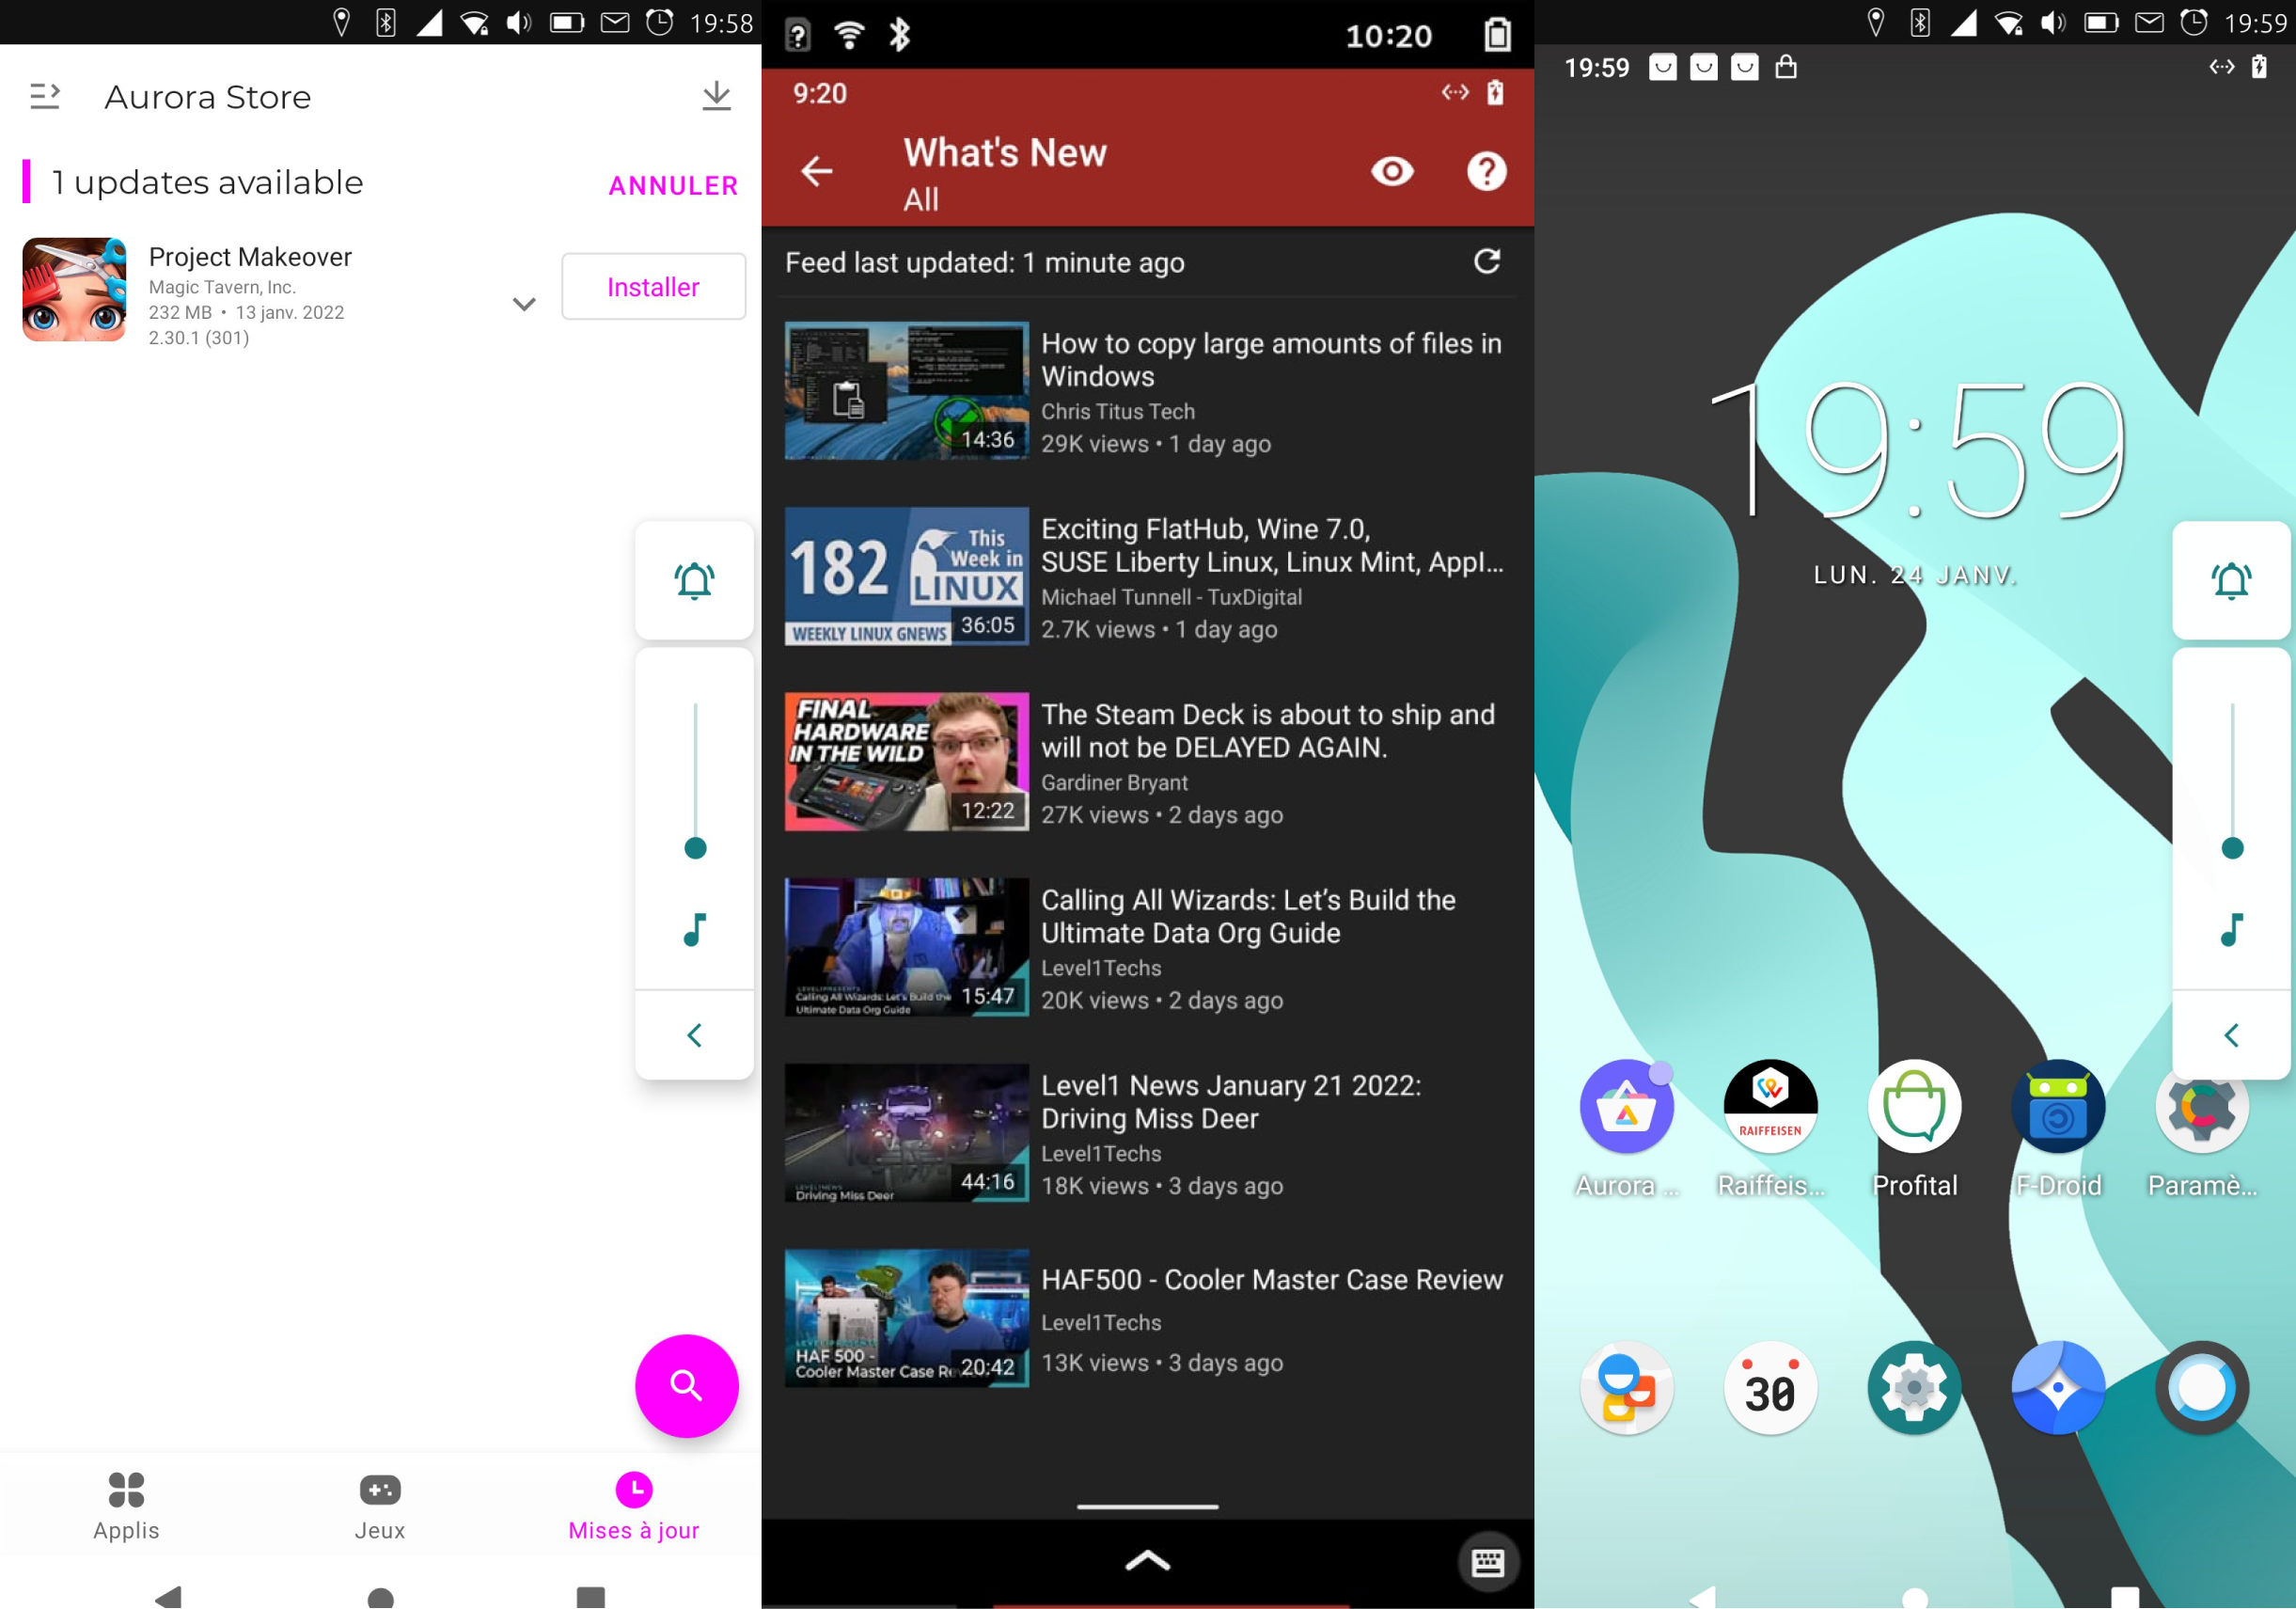 19:58
Aurora Store
1 updates available
ANNULER
Project Makeover
Magic Tavern, Inc.
232 MB • 13 janv. 2022
2.30.1 (301)
Installer
Applis
Jeux
Mises à jour
10:20
9:20
What's New
All
Feed last updated: 1 minute ago
14:36
How to copy large amounts of files in
Windows
Chris Titus Tech
29K views • 1 day ago
182
This
Week in
LINUX
WEEKLY LINUX GNEWS
36:05
Exciting FlatHub, Wine 7.0,
SUSE Liberty Linux, Linux Mint, Appl...
Michael Tunnell - TuxDigital
2.7K views • 1 day ago
FINAL
HARDWARE
IN THE WILD
12:22
The Steam Deck is about to ship and
will not be DELAYED AGAIN.
Gardiner Bryant
27K views • 2 days ago
Calling All Wizards: Let's Build the
Ultimate Data Org Guide
15:47
Calling All Wizards: Let’s Build the
Ultimate Data Org Guide
Level1Techs
20K views • 2 days ago
Driving Miss Deer
44:16
Level1 News January 21 2022:
Driving Miss Deer
Level1Techs
18K views • 3 days ago
HAF 500 -
Cooler Master Case
20:42
HAF500 - Cooler Master Case Review
Level1Techs
13K views • 3 days ago
19:59
19:59
19:59
LUN. 24 JANV.
RAIFFEISEN
Aurora ...
Raiffeis...
Profital
F-Droid
Paramè...
30